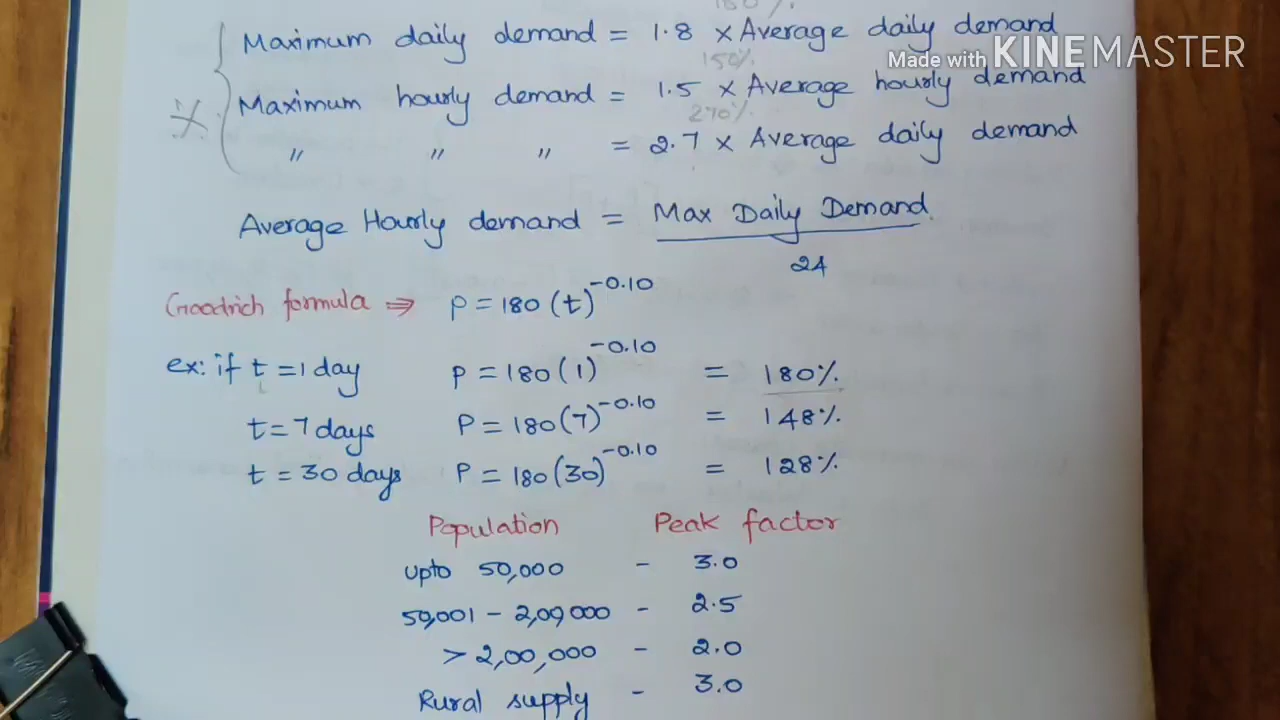 180%
Maximum daily demand = 1.8 × Average daily demand
Made with KINEMASTER
150%
Maximum hourly demand = 1.5 × Average hourly demand
270%
" " " = 2.7 × Average daily demand
Average Hourly demand = Max Daily Demand
24
Goodrich formula ⇒ P = 180 (t)^-0.10
ex: if t = 1 day P = 180 (1)^-0.10 = 180%
t = 7 days P = 180 (7)^-0.10 = 148%
t = 30 days P = 180 (30)^-0.10 = 128%
Population Peak factor
upto 50,000 - 3.0
50,001 - 2,00,000 - 2.5
> 2,00,000 - 2.0
Rural supply - 3.0